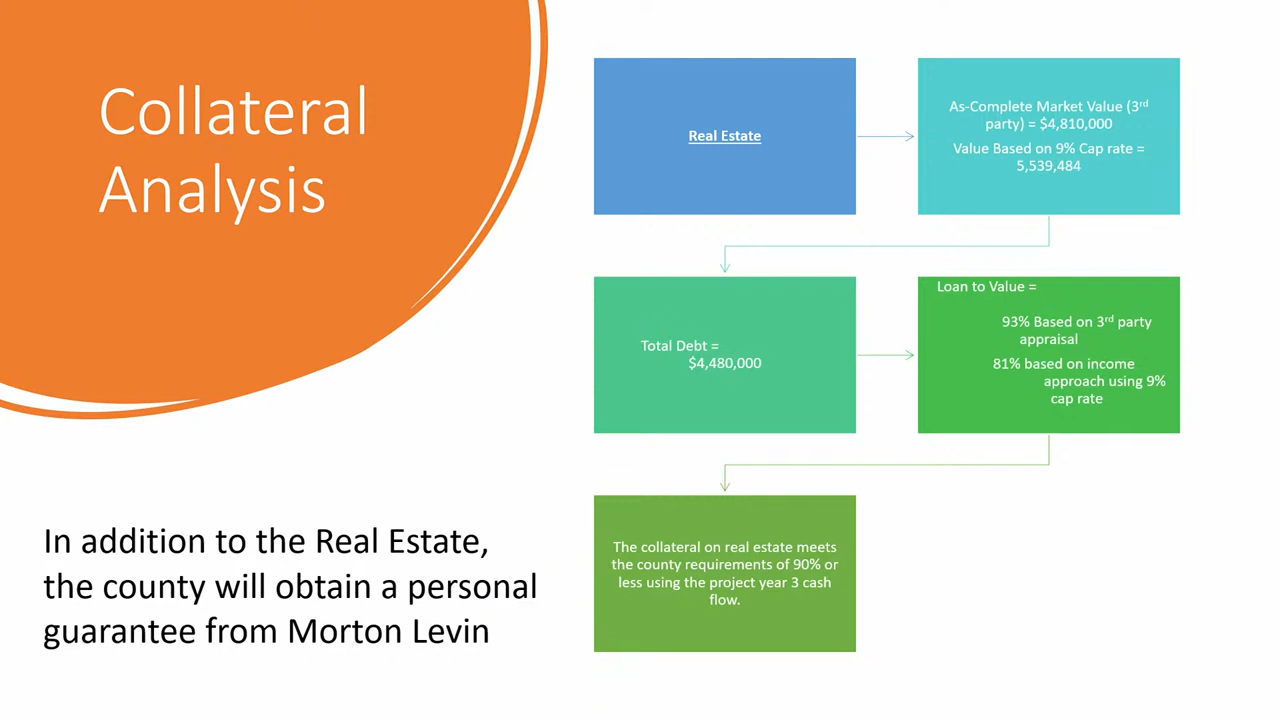 Collateral
Analysis
In addition to the Real Estate,
the county will obtain a personal
guarantee from Morton Levin
Real Estate
As-Complete Market Value (3rd
party) = $4,810,000
Value Based on 9% Cap rate =
5,539,484
Total Debt =
$4,480,000
Loan to Value =
93% Based on 3rd party
appraisal
81% based on income
approach using 9%
cap rate
The collateral on real estate meets
the county requirements of 90% or
less using the project year 3 cash
flow.